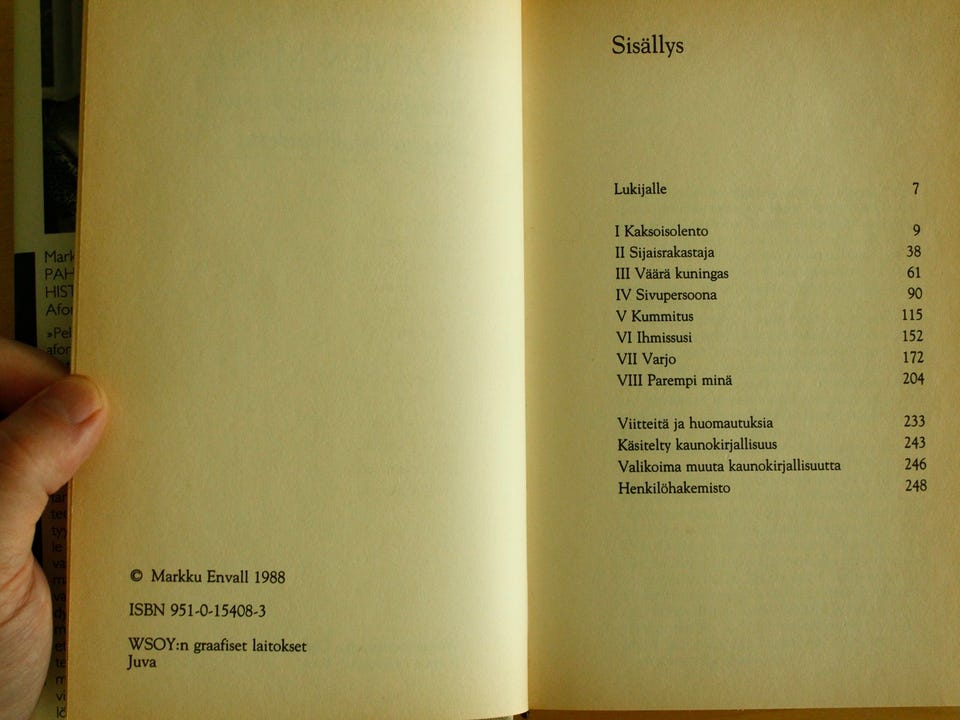 © Markku Envall 1988
ISBN 951-0-15408-3
WSOY:n graafiset laitokset
Juva
Sisällys
Lukijalle 7
I Kaksoisolento 9
II Sijaisrakastaja 38
III Väärä kuningas 61
IV Sivupersoona 90
V Kummitus 115
VI Ihmissusi 152
VII Varjo 172
VIII Parempi minä 204
Viitteitä ja huomautuksia 233
Käsitelty kaunokirjallisuus 243
Valikoima muuta kaunokirjallisuutta 246
Henkilöhakemisto 248